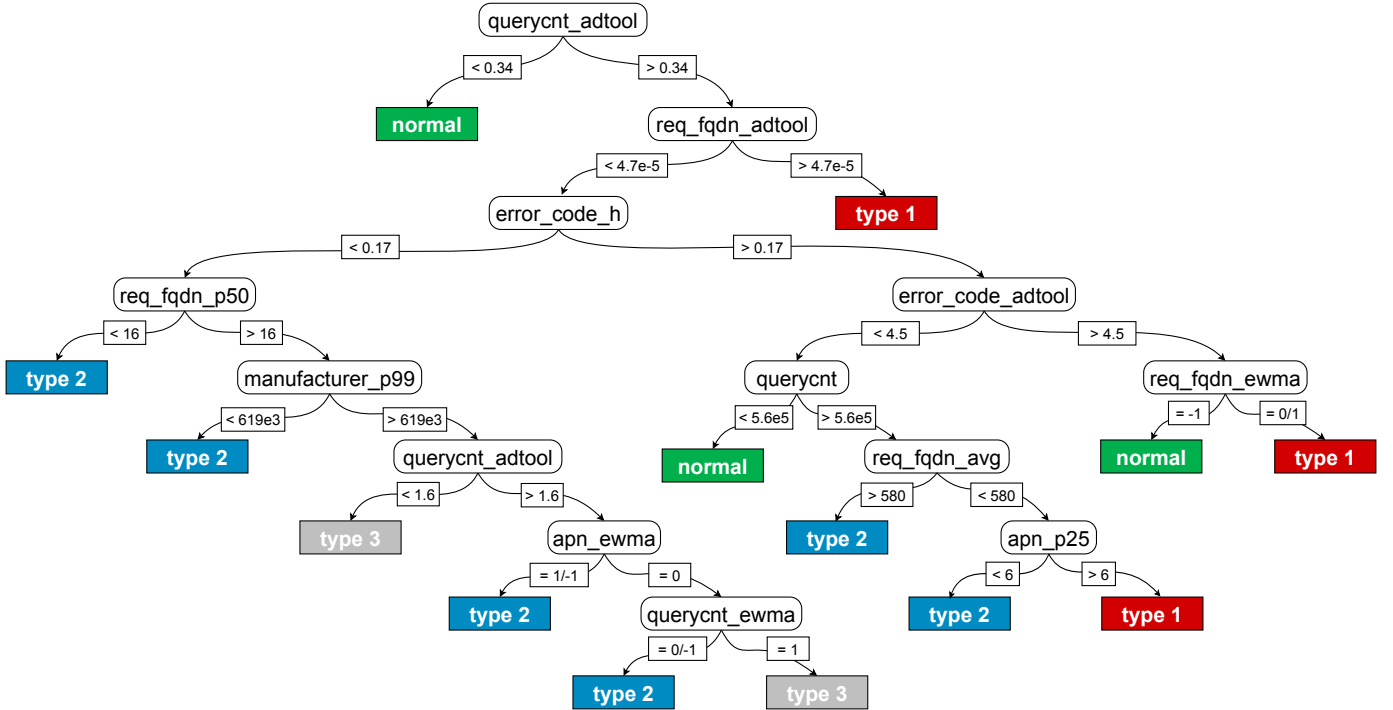 querycnt_adtool
< 0.34
> 0.34
normal
req_fqdn_adtool
< 4.7e-5
> 4.7e-5
error_code_h
type 1
< 0.17
> 0.17
req_fqdn_p50
error_code_adtool
< 16
> 16
< 4.5
> 4.5
type 2
manufacturer_p99
querycnt
req_fqdn_ewma
< 619e3
> 619e3
< 5.6e5
> 5.6e5
= -1
= 0/1
type 2
querycnt_adtool
normal
req_fqdn_avg
normal
type 1
< 1.6
> 1.6
> 580
< 580
type 3
apn_ewma
type 2
apn_p25
= 1/-1
= 0
< 6
> 6
type 2
querycnt_ewma
type 2
type 1
= 0/-1
= 1
type 2
type 3